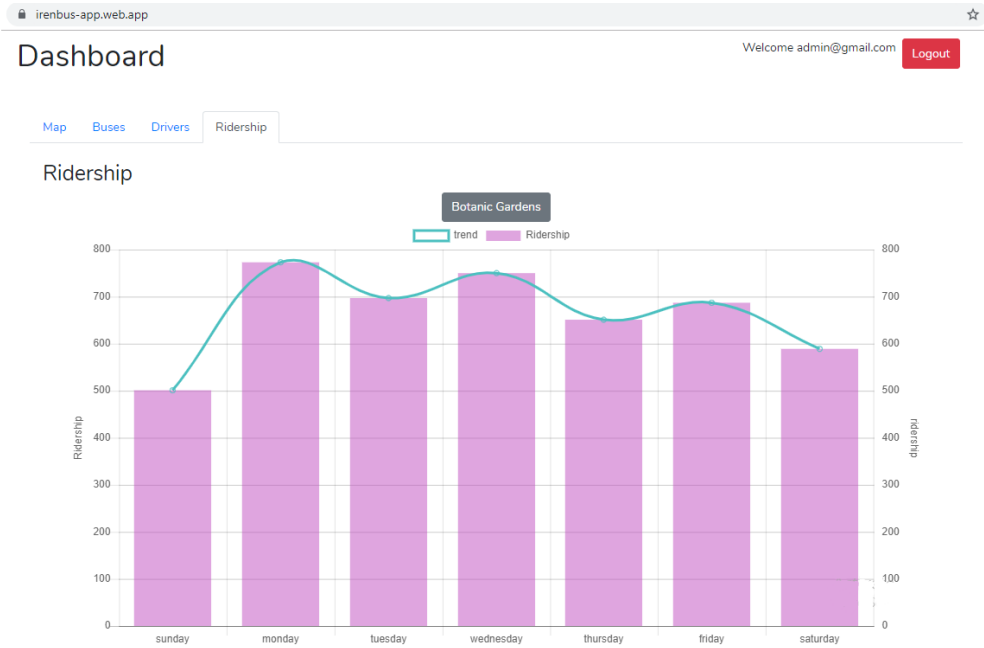 irenbus-app.web.app
Dashboard
Welcome admin@gmail.com
Logout
Map Buses Drivers Ridership
Ridership
Botanic Gardens
trend Ridership
800 800
700 700
600 600
500 500
400 400
300 300
200 200
100 100
0 0
Ridership
ridership
sunday monday tuesday wednesday thursday friday saturday